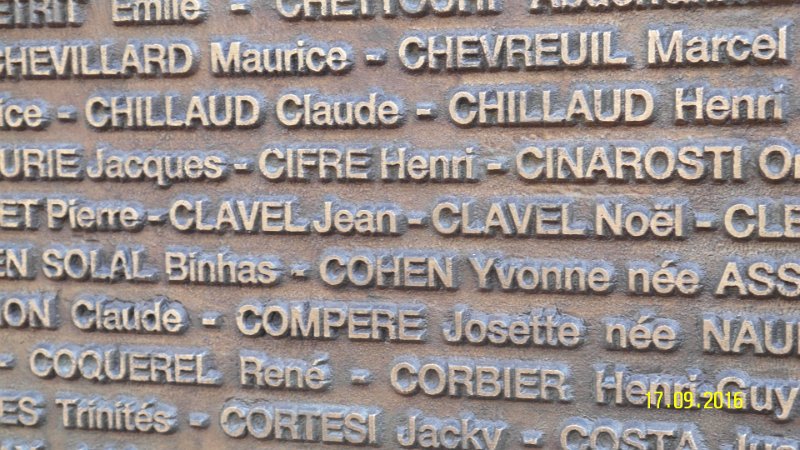 Emile - CHETTOUH
CHEVILLARD Maurice - CHEVREUIL Marcel
- CHILLAUD Claude - CHILLAUD Henri
Jacques - CIFRE Henri - CINAROSTI
Pierre - CLAVEL Jean - CLAVEL Noël -
SOLAL Binhas - COHEN Yvonne née
Claude - COMPERE Josette née
- COQUEREL René - CORBIER Henri Guy
Trinités - CORTESI Jacky - COSTA
17.09.2016